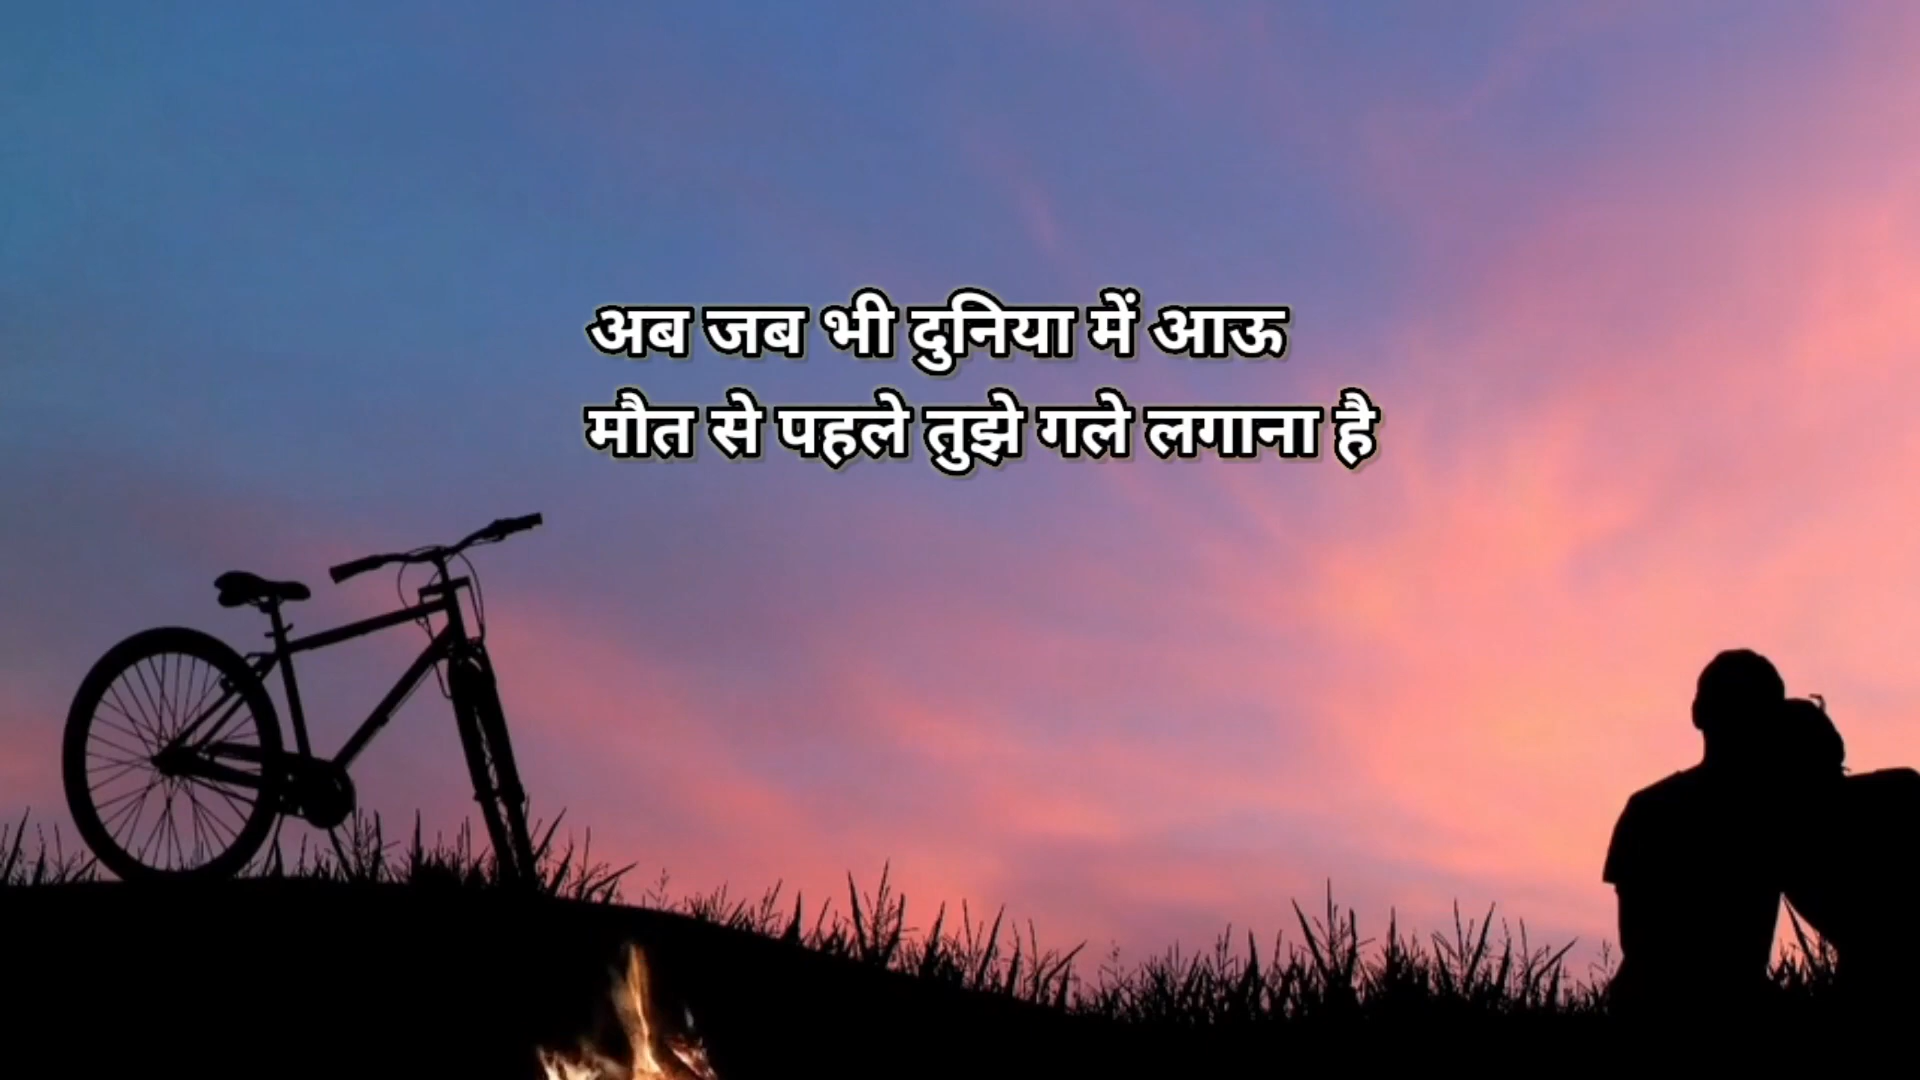 अब जब भी दुनिया में आऊ
मौत से पहले तुझे गले लगाना है